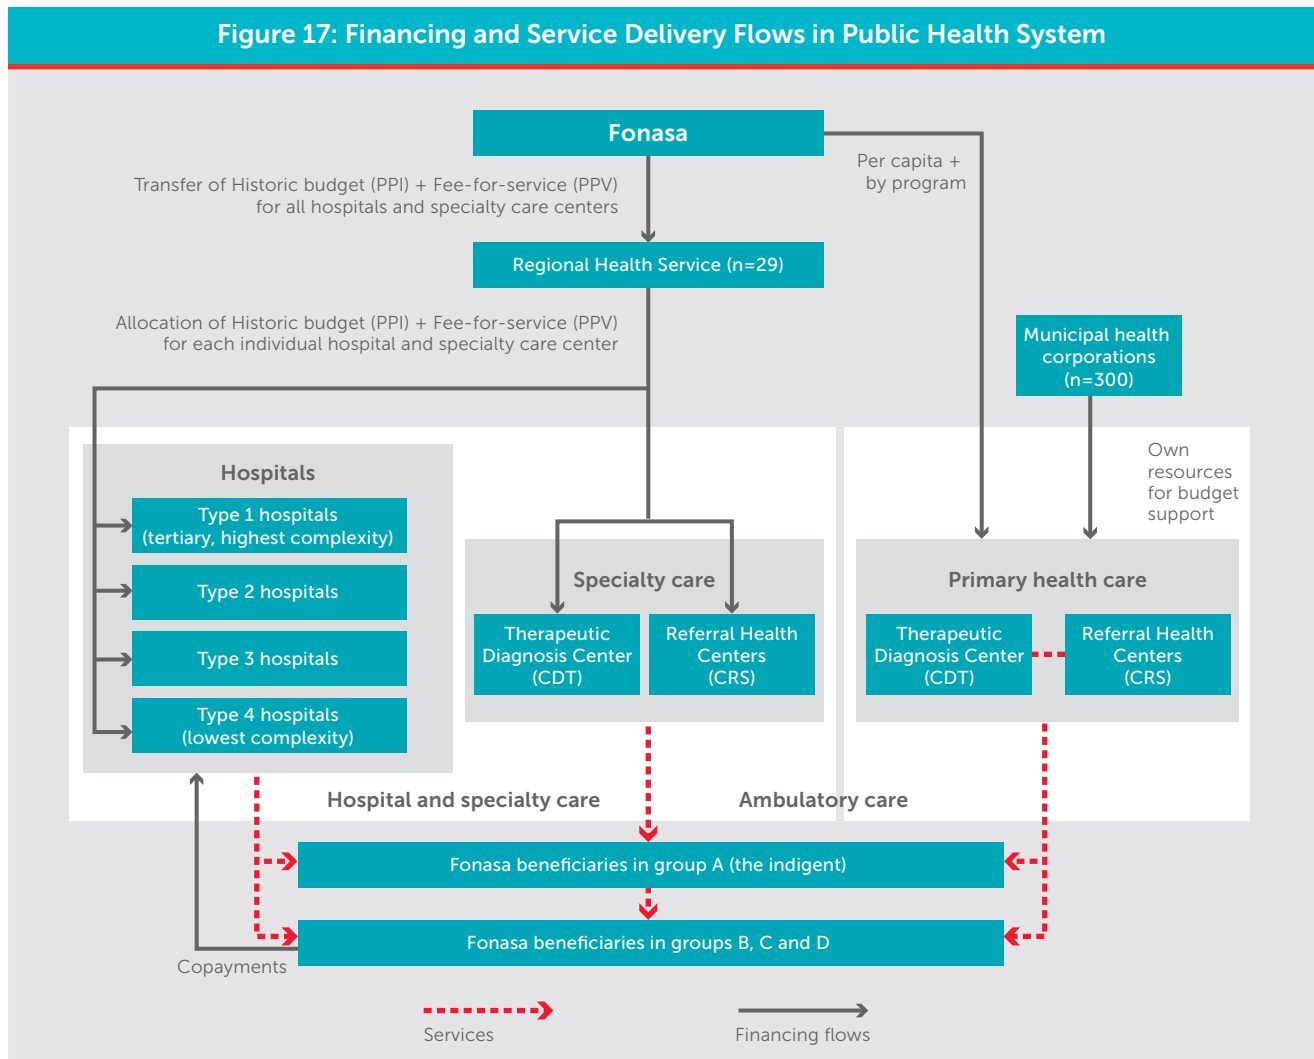 Figure 17: Financing and Service Delivery Flows in Public Health System
Fonasa
Per capita +
by program
Transfer of Historic budget (PPI) + Fee-for-service (PPV)
for all hospitals and specialty care centers
Regional Health Service (n=29)
Allocation of Historic budget (PPI) + Fee-for-service (PPV)
for each individual hospital and specialty care center
Municipal health
corporations
(n=300)
Own
resources
for budget
support
Hospitals
Type 1 hospitals
(tertiary, highest complexity)
Type 2 hospitals
Type 3 hospitals
Type 4 hospitals
(lowest complexity)
Specialty care
Therapeutic
Diagnosis Center
(CDT)
Referral Health
Centers
(CRS)
Primary health care
Therapeutic
Diagnosis Center
(CDT)
Referral Health
Centers
(CRS)
Hospital and specialty care
Ambulatory care
Fonasa beneficiaries in group A (the indigent)
Fonasa beneficiaries in groups B, C and D
Copayments
Services
Financing flows